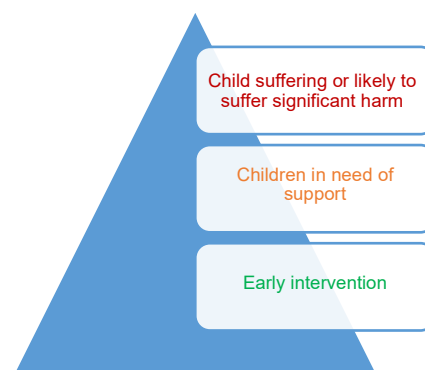 Child suffering or likely to
suffer significant harm
Children in need of
support
Early intervention